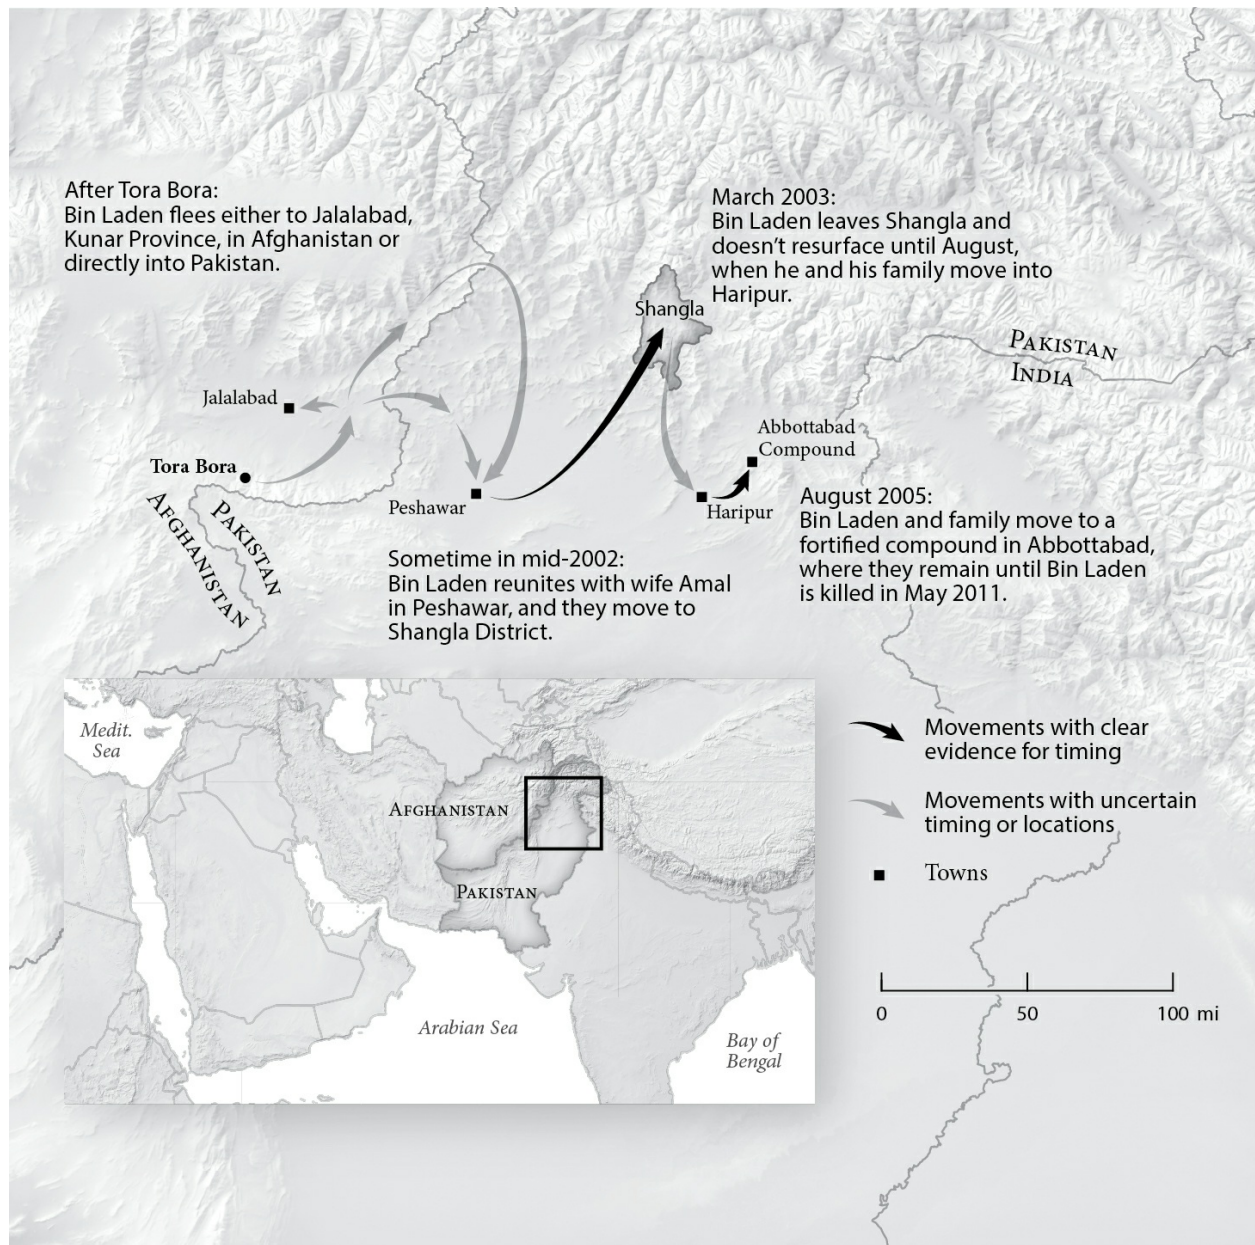 After Tora Bora:
Bin Laden flees either to Jalalabad,
Kunar Province, in Afghanistan or
directly into Pakistan.
March 2003:
Bin Laden leaves Shangla and
doesn’t resurface until August,
when he and his family move into
Haripur.
Shangla
PAKISTAN
INDIA
Jalalabad
Tora Bora
AFGHANISTAN
PAKISTAN
Peshawar
Abbottabad
Compound
Haripur
Sometime in mid-2002:
Bin Laden reunites with wife Amal
in Peshawar, and they move to
Shangla District.
August 2005:
Bin Laden and family move to a
fortified compound in Abbottabad,
where they remain until Bin Laden
is killed in May 2011.
Medit.
Sea
AFGHANISTAN
PAKISTAN
Arabian Sea
Bay of
Bengal
Movements with clear
evidence for timing
Movements with uncertain
timing or locations
Towns
0 50 100 mi